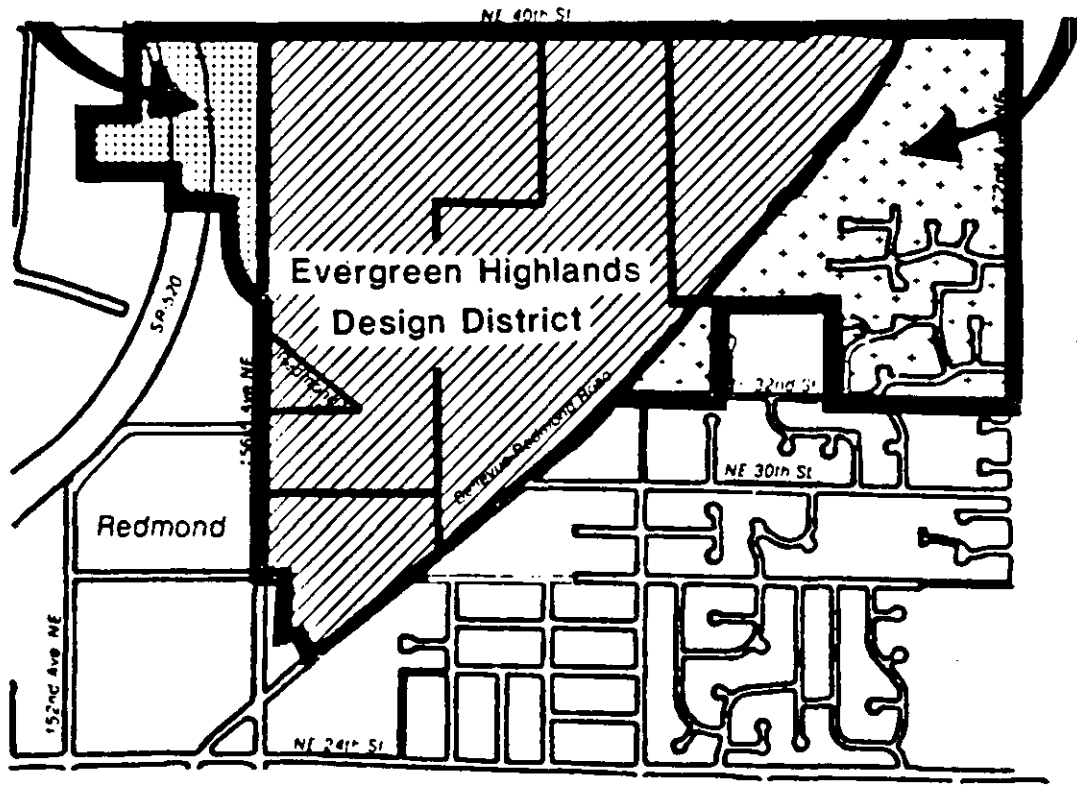 NE 40th St
SR-520
Evergreen Highlands
Design District
156th Ave NE
Bellevue Redmond Road
32nd St
NE 30th St
Redmond
152nd Ave NE
NE 24th St